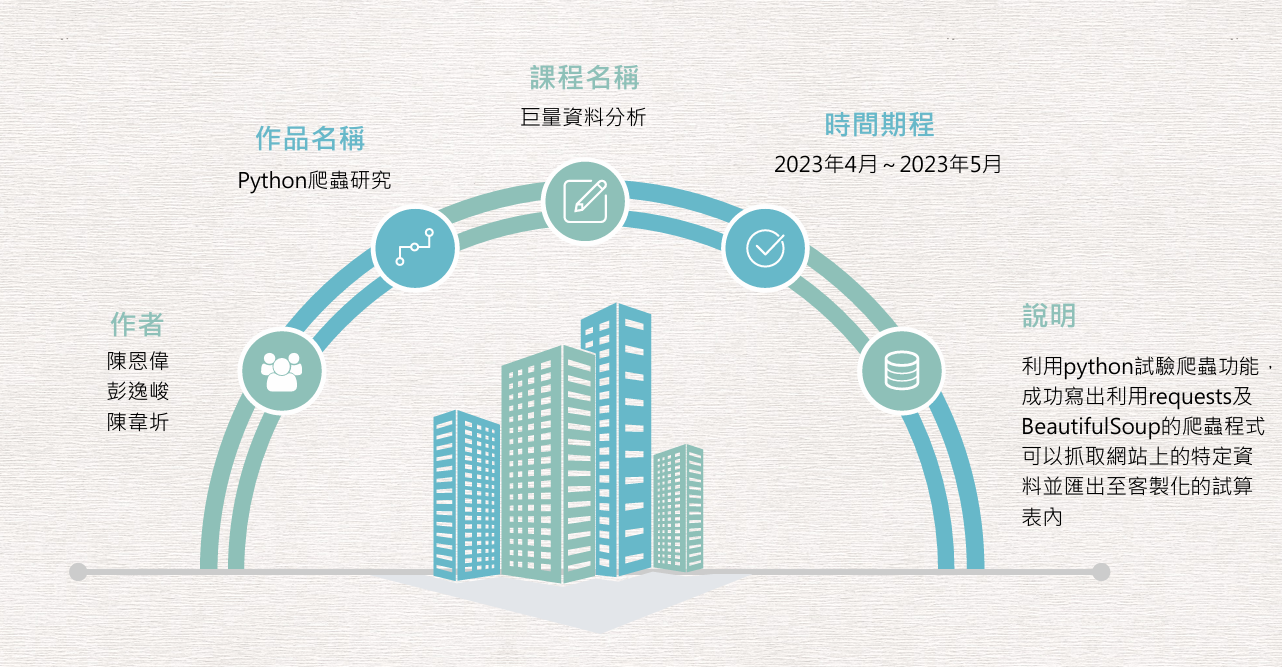 課程名稱
巨量資料分析
作品名稱
Python爬蟲研究
時間期程
2023年4月～2023年5月
作者
陳恩偉
彭逸峻
陳韋圻
說明
利用python試驗爬蟲功能，
成功寫出利用requests及
BeautifulSoup的爬蟲程式
可以抓取網站上的特定資
料並匯出至客製化的試算
表內